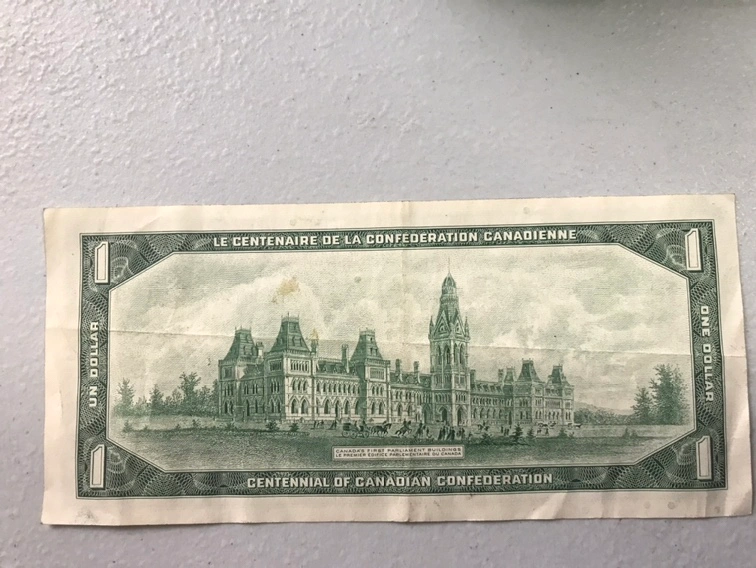 LE CENTENAIRE DE LA CONFEDERATION CANADIENNE
1
1
UN DOLLAR
ONE DOLLAR
CANADA'S FIRST PARLIAMENT BUILDINGS
LE PREMIER ÉDIFICE PARLEMENTAIRE DU CANADA
1
1
CENTENNIAL OF CANADIAN CONFEDERATION